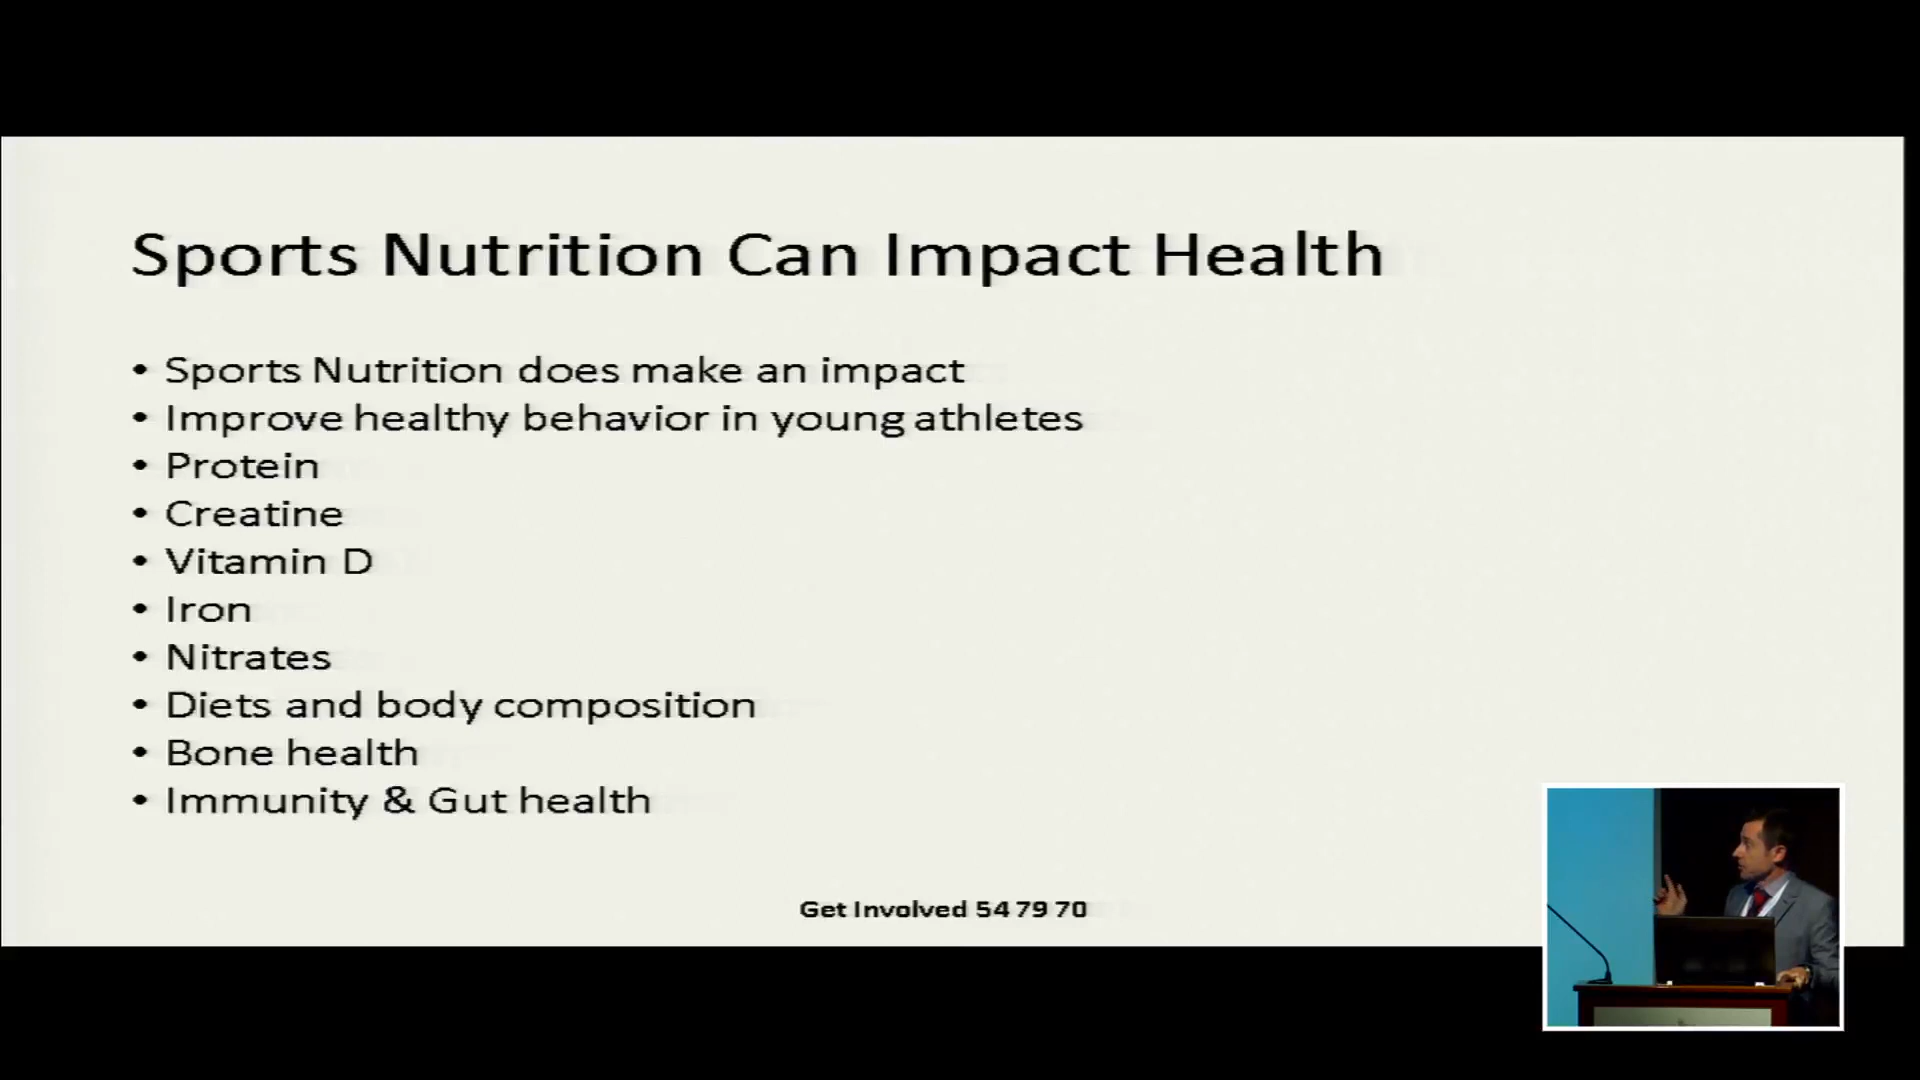 Sports Nutrition Can Impact Health
• Sports Nutrition does make an impact
• Improve healthy behavior in young athletes
• Protein
• Creatine
• Vitamin D
• Iron
• Nitrates
• Diets and body composition
• Bone health
• Immunity & Gut health
Get Involved 54 79 70